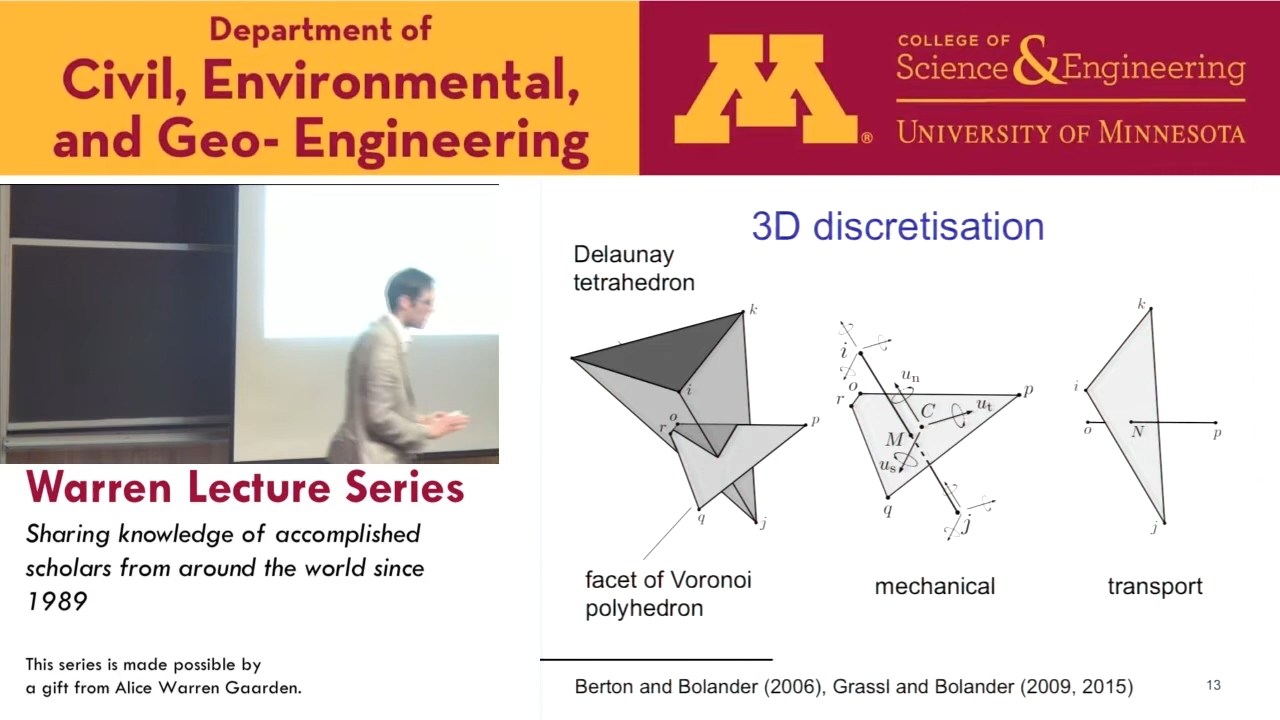 Department of
Civil, Environmental,
and Geo- Engineering
M®
COLLEGE OF
Science & Engineering
UNIVERSITY OF MINNESOTA
Warren Lecture Series
Sharing knowledge of accomplished
scholars from around the world since
1989
This series is made possible by
a gift from Alice Warren Gaarden.
3D discretisation
Delaunay
tetrahedron
k
i
o
r
p
q
j
facet of Voronoi
polyhedron
i
o
r
u_n
p
C
u_t
M
u_s
q
j
mechanical
k
i
o
N
p
j
transport
Berton and Bolander (2006), Grassl and Bolander (2009, 2015)
13